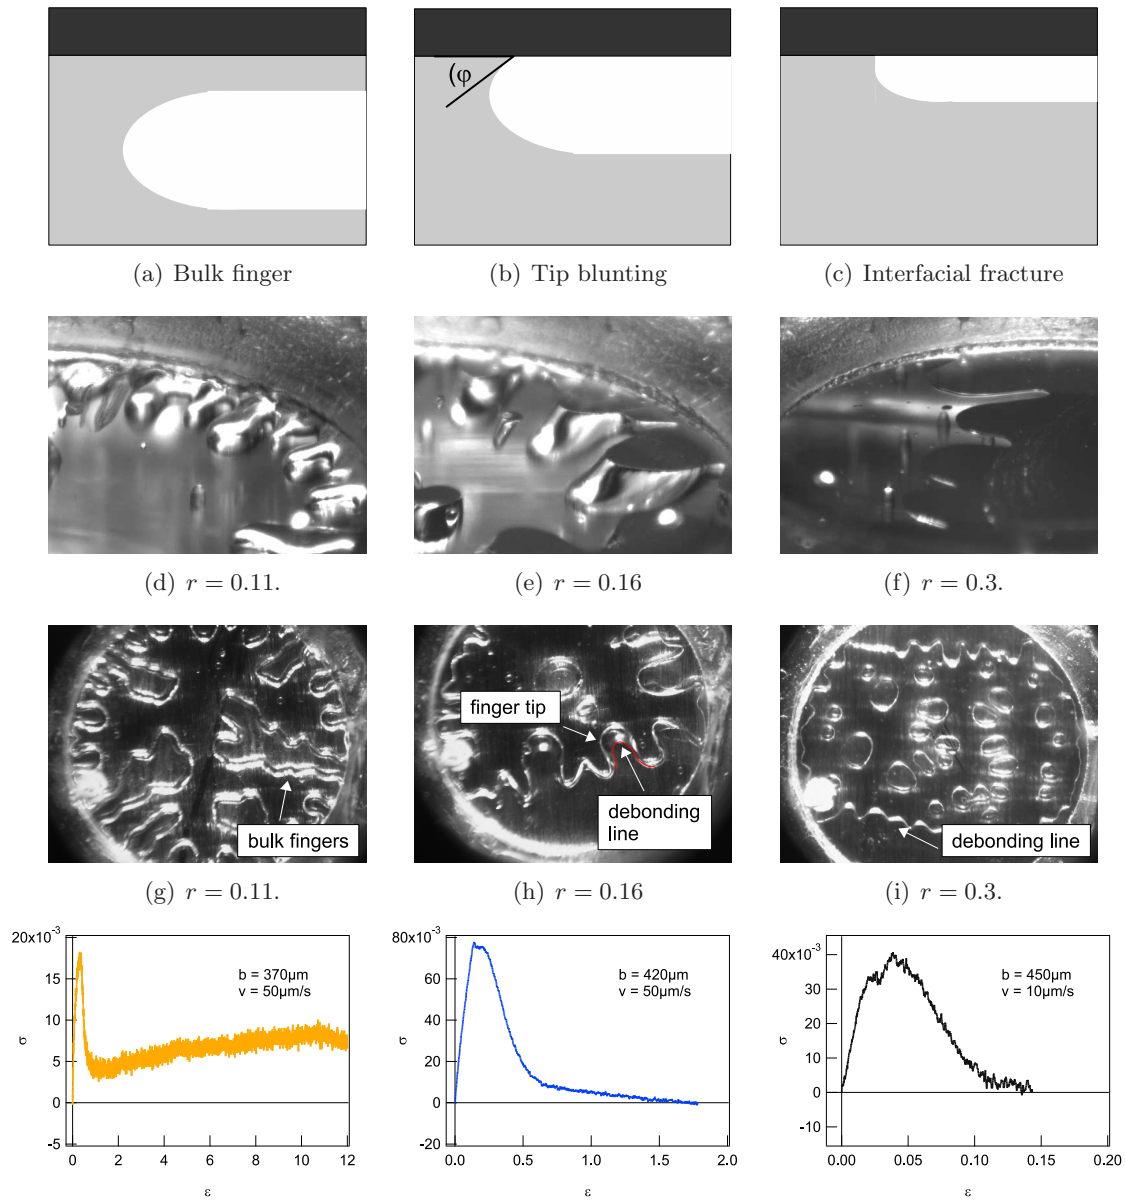 (φ
(a) Bulk finger
(b) Tip blunting
(c) Interfacial fracture
(d) r = 0.11.
(e) r = 0.16
(f) r = 0.3.
bulk fingers
finger tip
debonding
line
debonding line
(g) r = 0.11.
(h) r = 0.16
(i) r = 0.3.
20x10⁻³
15
10
5
0
-5
σ
b = 370µm
v = 50µm/s
0 2 4 6 8 10 12
ε
80x10⁻³
60
40
20
0
-20
σ
b = 420µm
v = 50µm/s
0.0 0.5 1.0 1.5 2.0
ε
40x10⁻³
30
20
10
0
-10
σ
b = 450µm
v = 10µm/s
0.00 0.05 0.10 0.15 0.20
ε